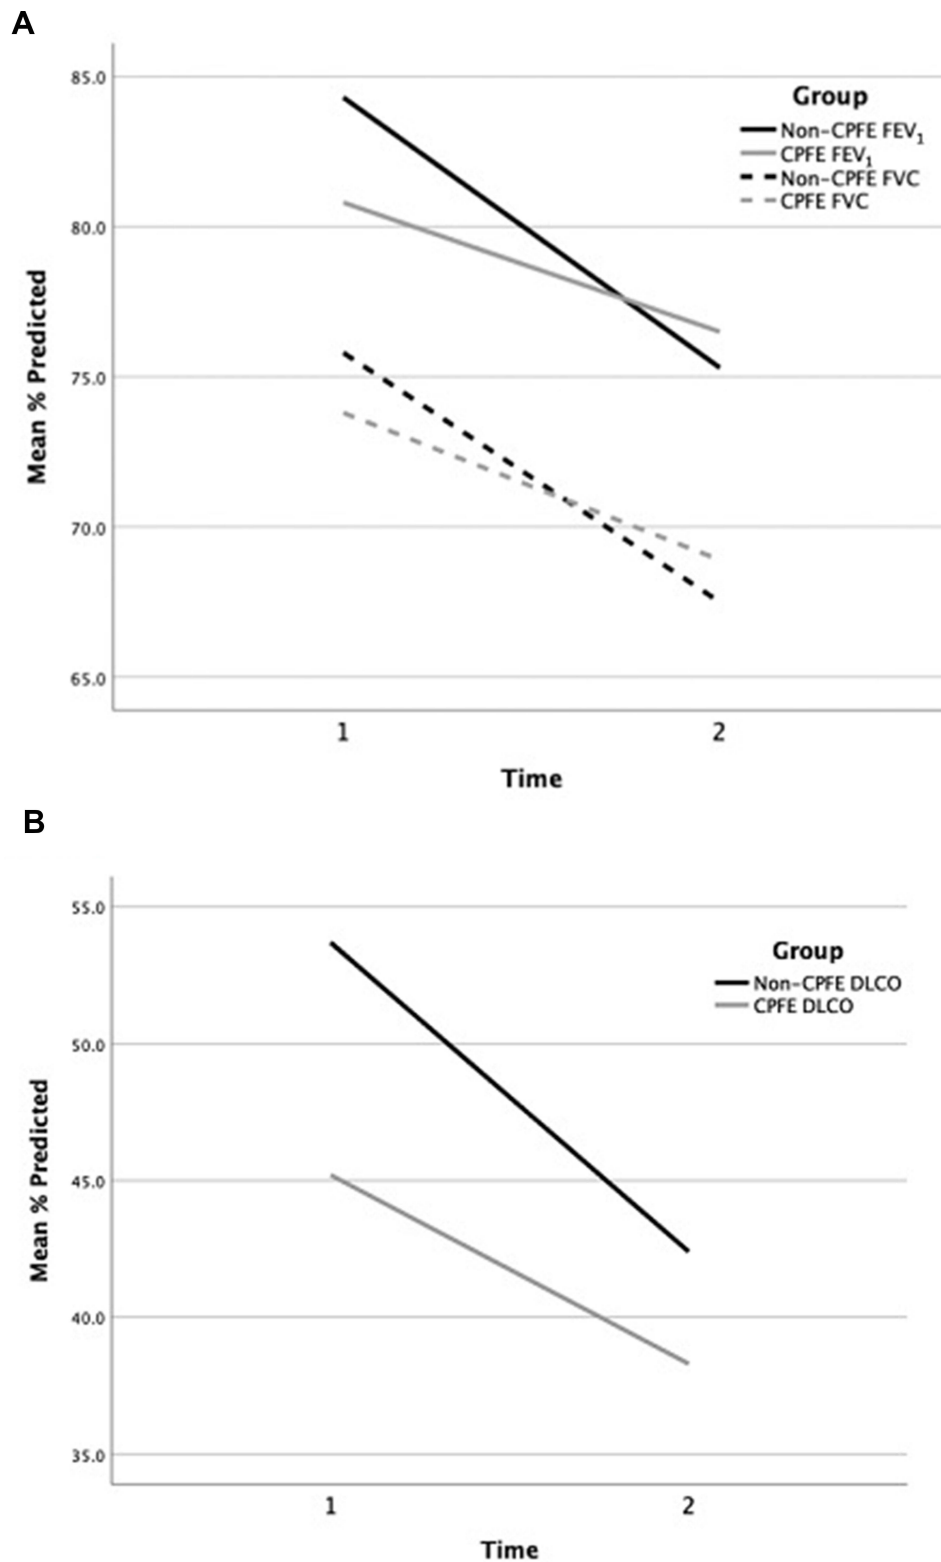 A
Mean % Predicted
85.0
80.0
75.0
70.0
65.0
Group
Non-CPFE FEV₁
CPFE FEV₁
Non-CPFE FVC
CPFE FVC
1 2
Time
B
Mean % Predicted
55.0
50.0
45.0
40.0
35.0
Group
Non-CPFE DLCO
CPFE DLCO
1 2
Time